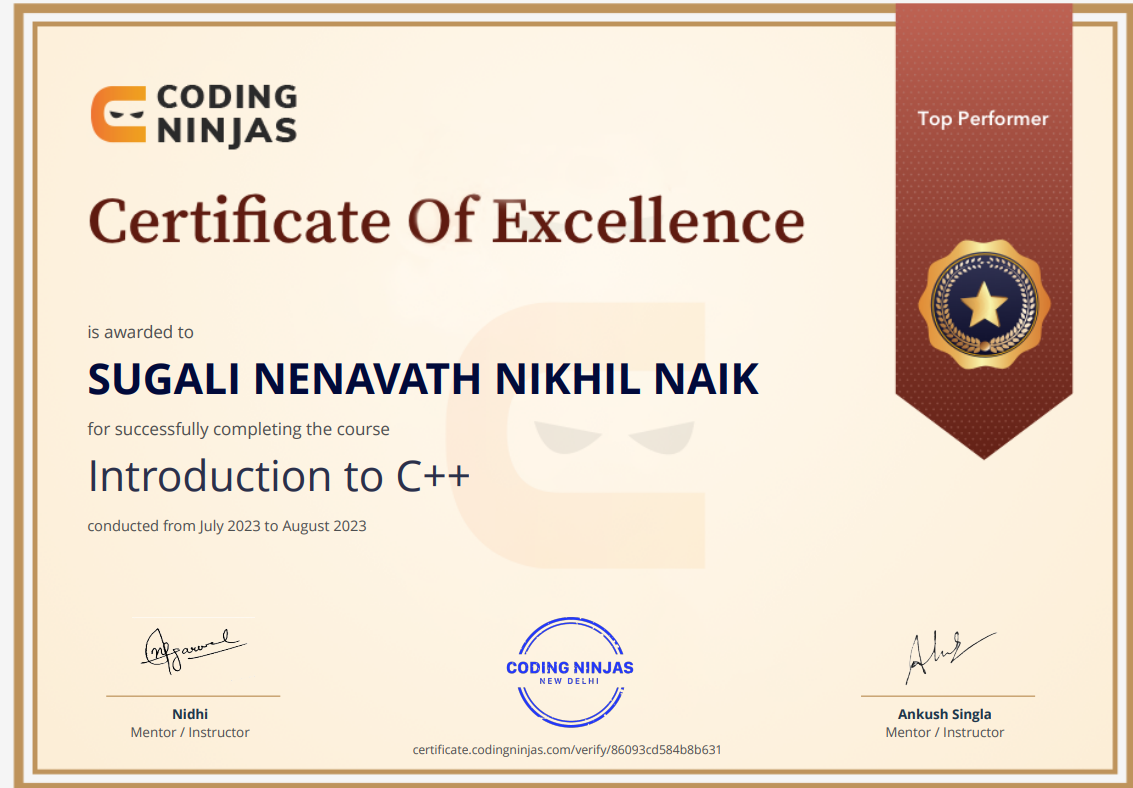 CODING
NINJAS
Top Performer
Certificate Of Excellence
is awarded to
SUGALI NENAVATH NIKHIL NAIK
for successfully completing the course
Introduction to C++
conducted from July 2023 to August 2023
CODING NINJAS
NEW DELHI
Nidhi
Mentor / Instructor
Ankush Singla
Mentor / Instructor
certificate.codingninjas.com/verify/86093cd584b8b631